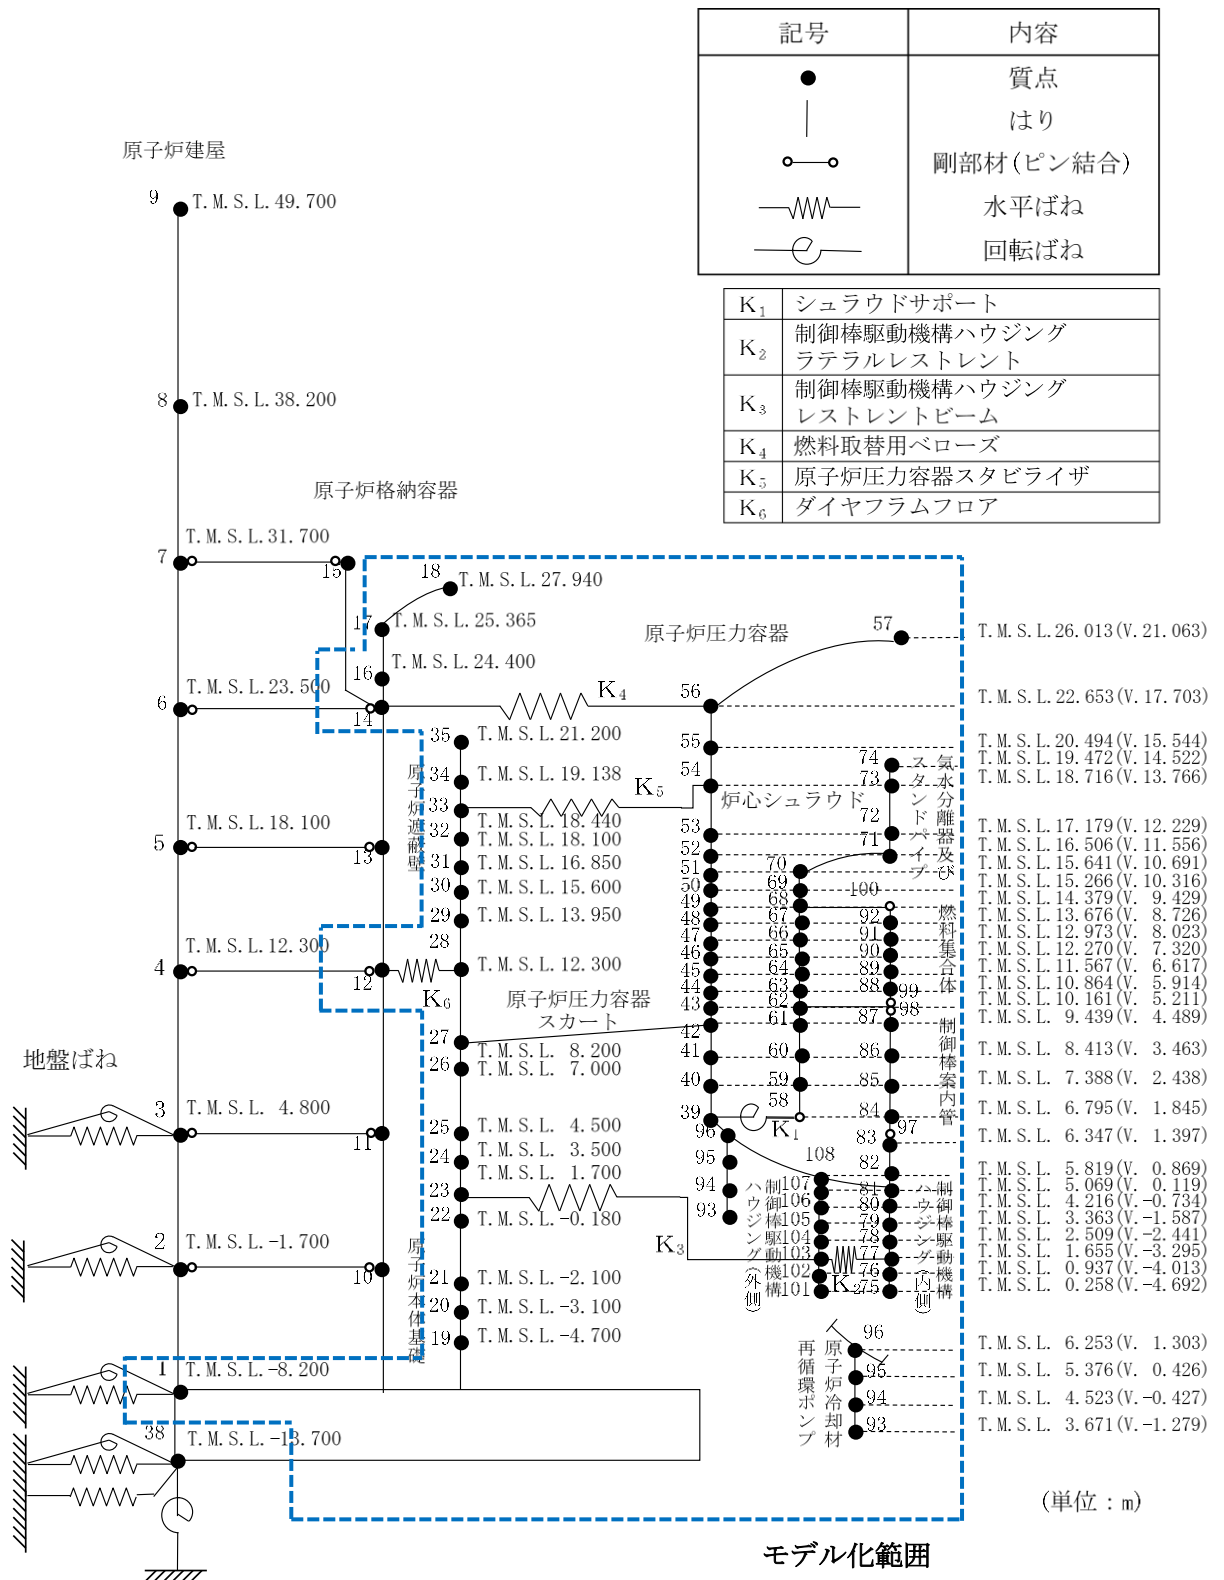 記号 内容
質点
はり
剛部材(ピン結合)
水平ばね
回転ばね
K₁ シュラウドサポート
K₂ 制御棒駆動機構ハウジング
ラテラルレストレント
K₃ 制御棒駆動機構ハウジング
レストレントビーム
K₄ 燃料取替用ベローズ
K₅ 原子炉圧力容器スタビライザ
K₆ ダイヤフラムフロア
原子炉建屋
9 T.M.S.L.49.700
8 T.M.S.L.38.200
7 T.M.S.L.31.700
6 T.M.S.L.23.500
5 T.M.S.L.18.100
4 T.M.S.L.12.300
地盤ばね
3 T.M.S.L. 4.800
2 T.M.S.L.-1.700
1 T.M.S.L.-8.200
38 T.M.S.L.-13.700
原子炉格納容器
15
18 T.M.S.L.27.940
17 T.M.S.L.25.365
16 T.M.S.L.24.400
14
13
12
11
10
K₄
K₅
K₆
K₃
K₁
K₂
35 T.M.S.L.21.200
34 T.M.S.L.19.138
33 T.M.S.L.18.440
32 T.M.S.L.18.100
31 T.M.S.L.16.850
30 T.M.S.L.15.600
29 T.M.S.L.13.950
28 T.M.S.L.12.300
27 T.M.S.L. 8.200
26 T.M.S.L. 7.000
25 T.M.S.L. 4.500
24 T.M.S.L. 3.500
23 T.M.S.L. 1.700
22 T.M.S.L.-0.180
21 T.M.S.L.-2.100
20 T.M.S.L.-3.100
19 T.M.S.L.-4.700
原子炉遮蔽壁
原子炉本体基礎
原子炉圧力容器
スカート
原子炉圧力容器
57
56
55
54
53
52
51
50
49
48
47
46
45
44
43
42
41
40
39
96
95
94
93
炉心シュラウド
70
69
68
67
66
65
64
63
62
61
60
59
58
気水分離器及び
スタンドパイプ
74
73
72
71
100
燃料集合体
92
91
90
89
88
99
98
制御棒案内管
87
86
85
84
97
83
82
81
80
79
78
77
76
75
制御棒駆動機構
ハウジング(外側)
108
107
106
105
104
103
102
101
制御棒駆動機構
ハウジング(内側)
原子炉冷却材
再循環ポンプ
96
95
94
93
T.M.S.L.26.013(V.21.063)
T.M.S.L.22.653(V.17.703)
T.M.S.L.20.494(V.15.544)
T.M.S.L.19.472(V.14.522)
T.M.S.L.18.716(V.13.766)
T.M.S.L.17.179(V.12.229)
T.M.S.L.16.506(V.11.556)
T.M.S.L.15.641(V.10.691)
T.M.S.L.15.266(V.10.316)
T.M.S.L.14.379(V. 9.429)
T.M.S.L.13.676(V. 8.726)
T.M.S.L.12.973(V. 8.023)
T.M.S.L.12.270(V. 7.320)
T.M.S.L.11.567(V. 6.617)
T.M.S.L.10.864(V. 5.914)
T.M.S.L.10.161(V. 5.211)
T.M.S.L. 9.439(V. 4.489)
T.M.S.L. 8.413(V. 3.463)
T.M.S.L. 7.388(V. 2.438)
T.M.S.L. 6.795(V. 1.845)
T.M.S.L. 6.347(V. 1.397)
T.M.S.L. 5.819(V. 0.869)
T.M.S.L. 5.069(V. 0.119)
T.M.S.L. 4.216(V.-0.734)
T.M.S.L. 3.363(V.-1.587)
T.M.S.L. 2.509(V.-2.441)
T.M.S.L. 1.655(V.-3.295)
T.M.S.L. 0.937(V.-4.013)
T.M.S.L. 0.258(V.-4.692)
T.M.S.L. 6.253(V. 1.303)
T.M.S.L. 5.376(V. 0.426)
T.M.S.L. 4.523(V.-0.427)
T.M.S.L. 3.671(V.-1.279)
(単位:m)
モデル化範囲